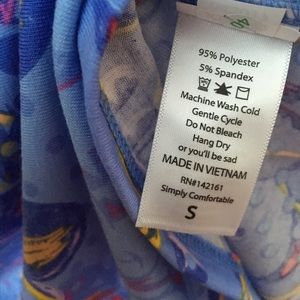 95% Polyester
5% Spandex
Machine Wash Cold
Gentle Cycle
Do Not Bleach
Hang Dry
or you'll be sad
MADE IN VIETNAM
RN#142161
Simply Comfortable
S